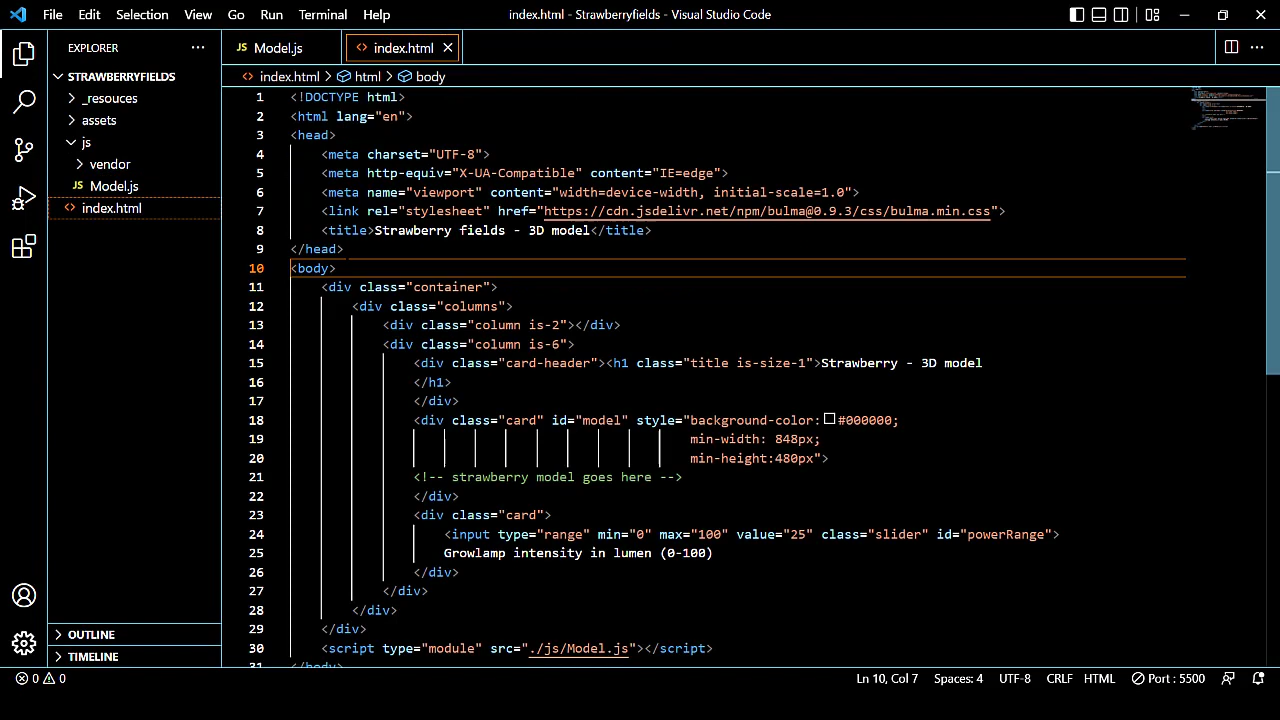 File Edit Selection View Go Run Terminal Help
index.html - Strawberryfields - Visual Studio Code
EXPLORER
STRAWBERRYFIELDS
_resouces
assets
js
vendor
JS Model.js
<> index.html
OUTLINE
TIMELINE
JS Model.js
<> index.html
<> index.html > html > body
1 <!DOCTYPE html>
2 <html lang="en">
3 <head>
4 <meta charset="UTF-8">
5 <meta http-equiv="X-UA-Compatible" content="IE=edge">
6 <meta name="viewport" content="width=device-width, initial-scale=1.0">
7 <link rel="stylesheet" href="https://cdn.jsdelivr.net/npm/bulma@0.9.3/css/bulma.min.css">
8 <title>Strawberry fields - 3D model</title>
9 </head>
10 <body>
11 <div class="container">
12 <div class="columns">
13 <div class="column is-2"></div>
14 <div class="column is-6">
15 <div class="card-header"><h1 class="title is-size-1">Strawberry - 3D model
16 </h1>
17 </div>
18 <div class="card" id="model" style="background-color:#000000;
19 min-width: 848px;
20 min-height:480px">
21 <!-- strawberry model goes here -->
22 </div>
23 <div class="card">
24 <input type="range" min="0" max="100" value="25" class="slider" id="powerRange">
25 Growlamp intensity in lumen (0-100)
26 </div>
27 </div>
28 </div>
29 </div>
30 <script type="module" src="./js/Model.js"></script>
31 </body>
0 0
Ln 10, Col 7 Spaces: 4 UTF-8 CRLF HTML Port : 5500